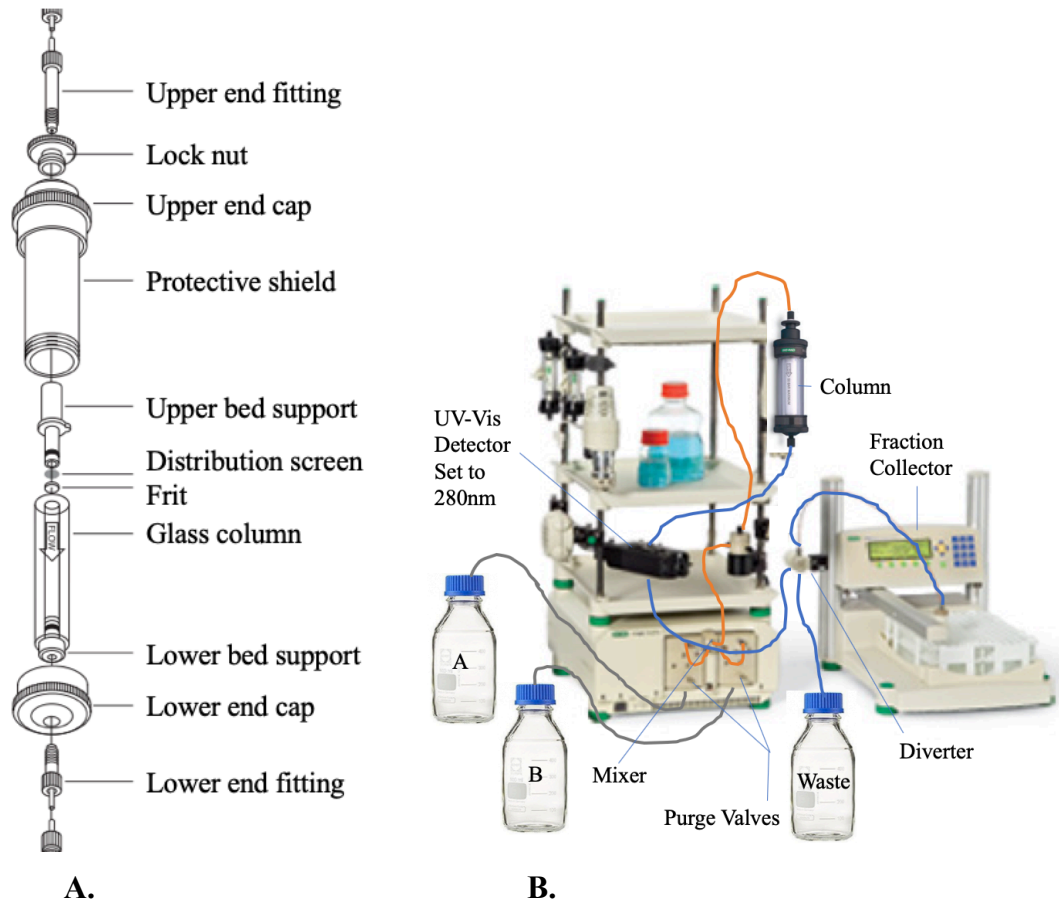 Upper end fitting
Lock nut
Upper end cap
Protective shield
Upper bed support
Distribution screen
Frit
Glass column
FLOW
Lower bed support
Lower end cap
Lower end fitting
A.
UV-Vis
Detector
Set to
280nm
Column
Fraction
Collector
A
B
Mixer
Purge Valves
Waste
Diverter
B.